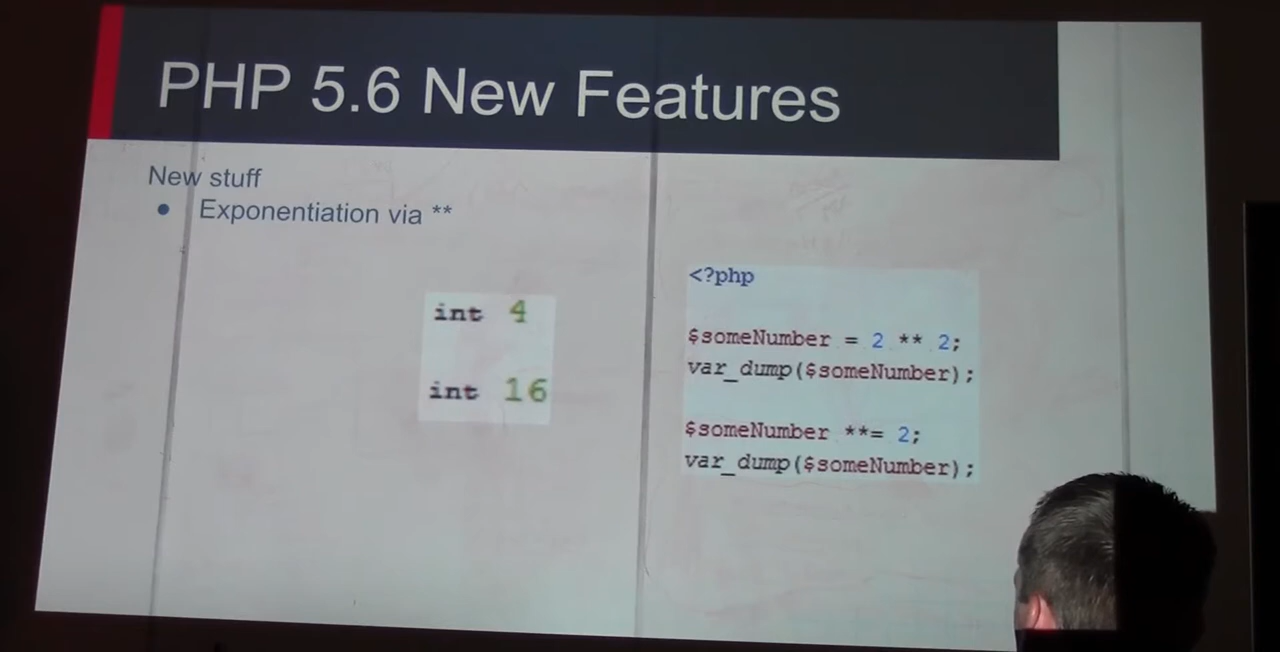 PHP 5.6 New Features
New stuff
● Exponentiation via **
int 4
int 16
<?php
$someNumber = 2 ** 2;
var_dump($someNumber);
$someNumber **= 2;
var_dump($someNumber);